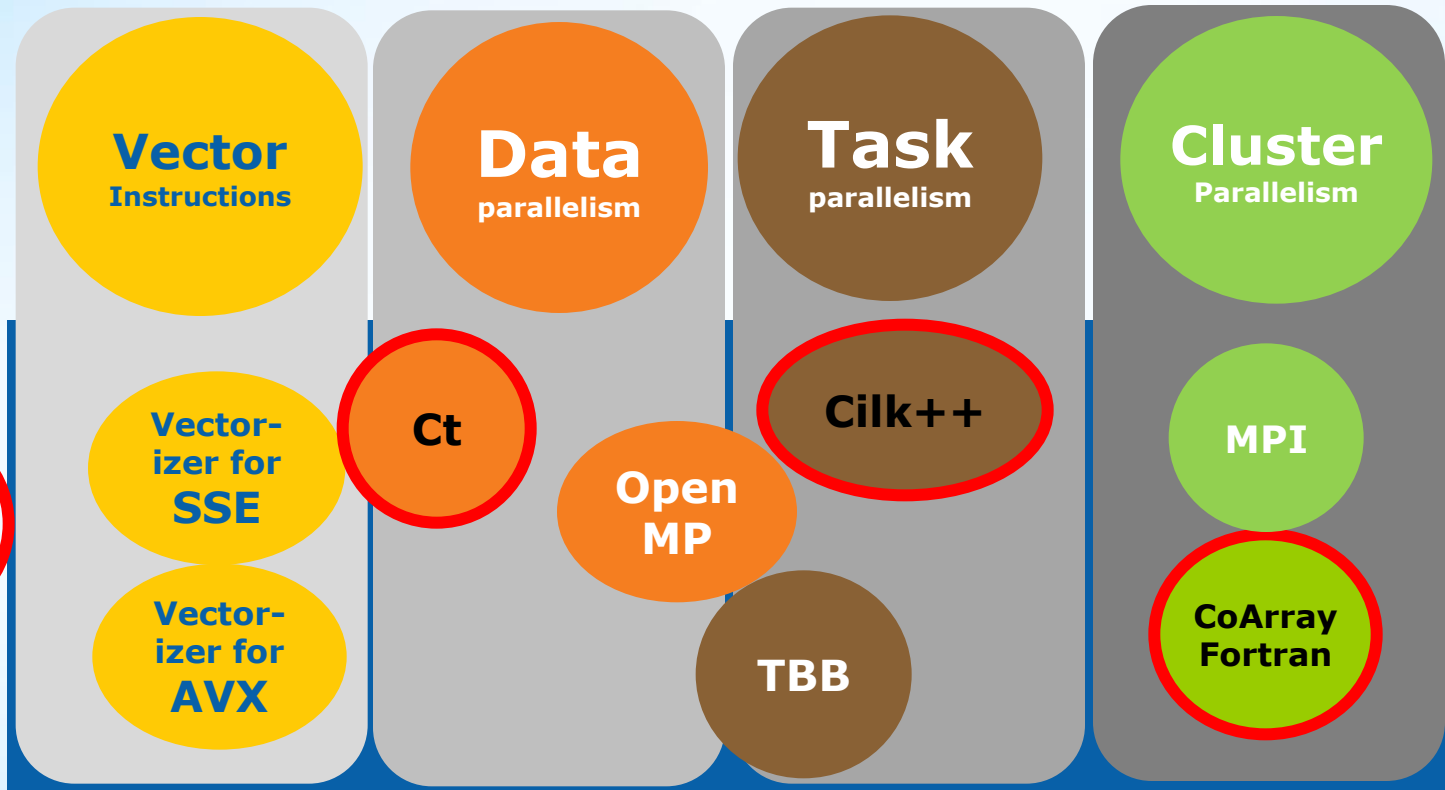 Vector
Instructions
Data
parallelism
Task
parallelism
Cluster
Parallelism
Vector-
izer for
SSE
Vector-
izer for
AVX
Ct
Open
MP
Cilk++
TBB
MPI
CoArray
Fortran